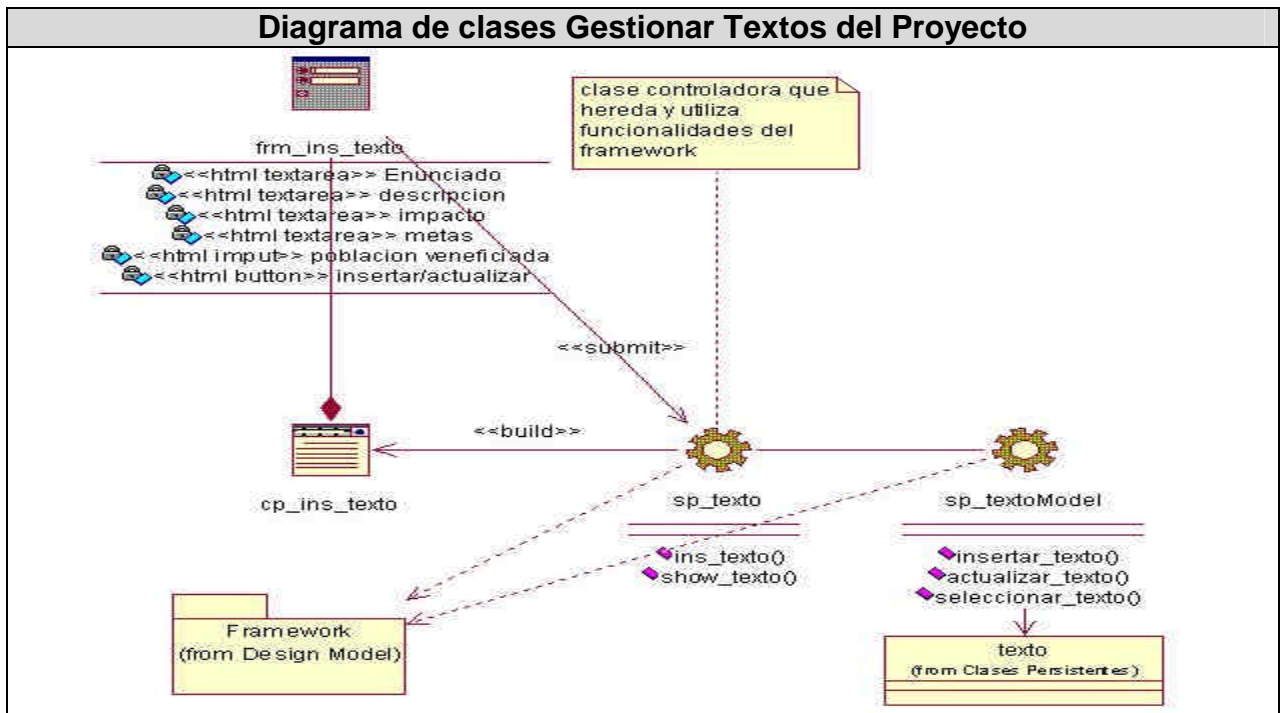 Diagrama de clases Gestionar Textos del Proyecto
clase controladora que
hereda y utiliza
funcionalidades del
framework
frm_ins_texto
<<html textarea>> Enunciado
<<html textarea>> descripcion
<<html textarea>> impacto
<<html textarea>> metas
<<html imput>> poblacion veneficiada
<<html button>> insertar/actualizar
<<submit>>
<<build>>
cp_ins_texto
sp_texto
ins_texto()
show_texto()
sp_textoModel
insertar_texto()
actualizar_texto()
seleccionar_texto()
Framework
(from Design Model)
texto
(from Clases Persistentes)